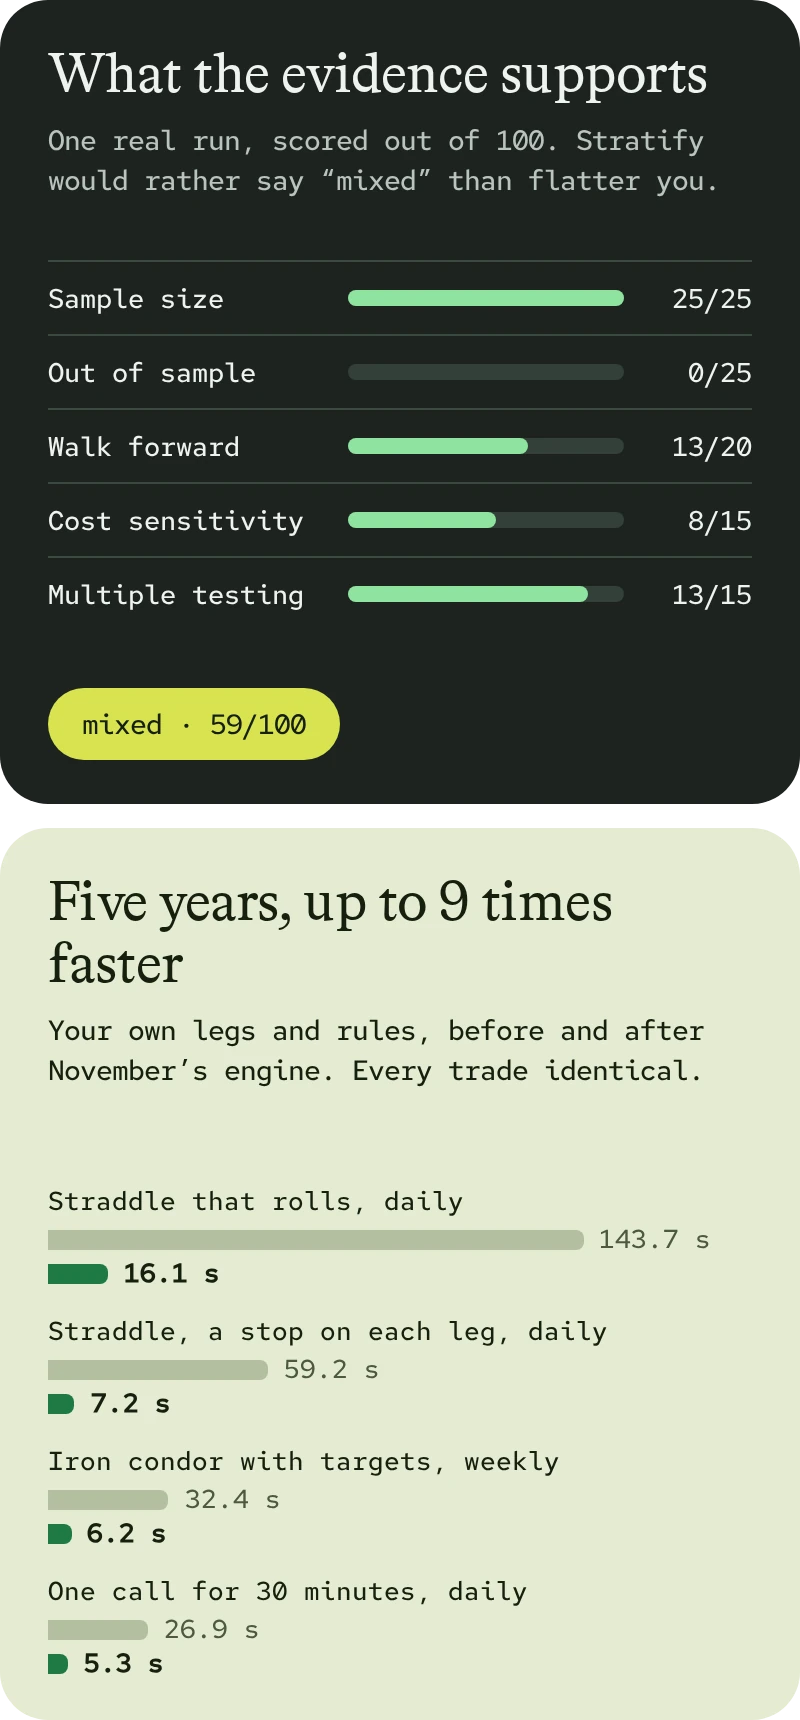 What the evidence supports
One real run, scored out of 100. Stratify
would rather say “mixed” than flatter you.
Sample size 25/25
Out of sample 0/25
Walk forward 13/20
Cost sensitivity 8/15
Multiple testing 13/15
mixed · 59/100
Five years, up to 9 times
faster
Your own legs and rules, before and after
November’s engine. Every trade identical.
Straddle that rolls, daily
143.7 s
16.1 s
Straddle, a stop on each leg, daily
59.2 s
7.2 s
Iron condor with targets, weekly
32.4 s
6.2 s
One call for 30 minutes, daily
26.9 s
5.3 s